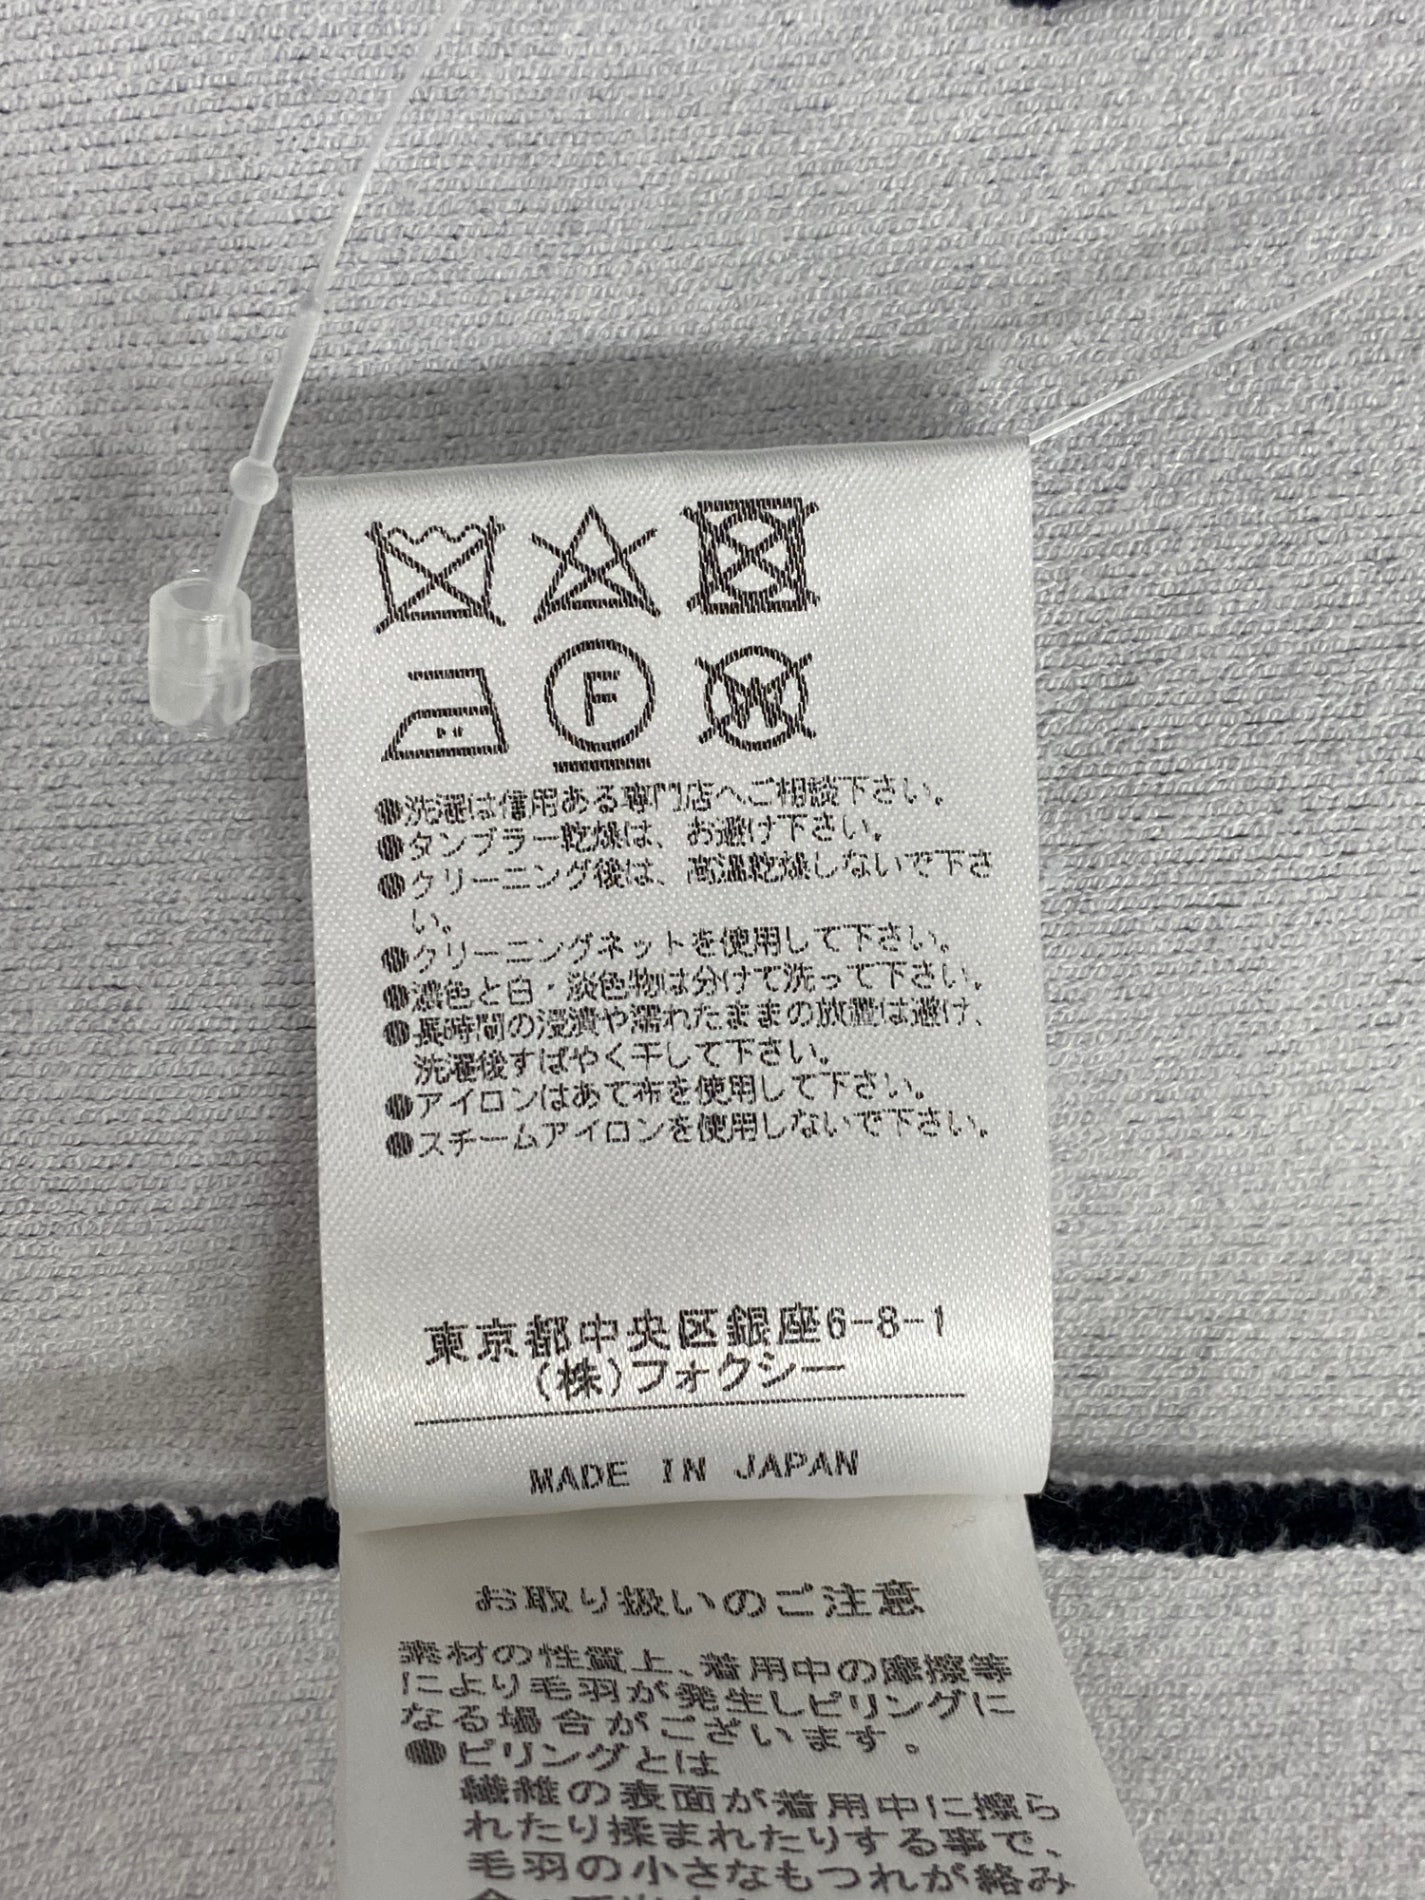 F
W
●洗濯は信用ある専門店へご相談下さい。
●タンブラー乾燥は、お避け下さい。
●クリーニング後は、高温乾燥しないで下さ
い。
●クリーニングネットを使用して下さい。
●濃色と白・淡色物は分けて洗って下さい。
●長時間の浸漬や濡れたままの放置は避け、
洗濯後すばやく干して下さい。
●アイロンはあて布を使用して下さい。
●スチームアイロンを使用しないで下さい。
東京都中央区銀座6-8-1
(株)フォクシー
MADE IN JAPAN
お取り扱いのご注意
素材の性質上、着用中の摩擦等
により毛羽が発生しピリングに
なる場合がございます。
●ピリングとは
繊維の表面が着用中に擦ら
れたり揉まれたりする事で、
毛羽の小さなもつれが絡み